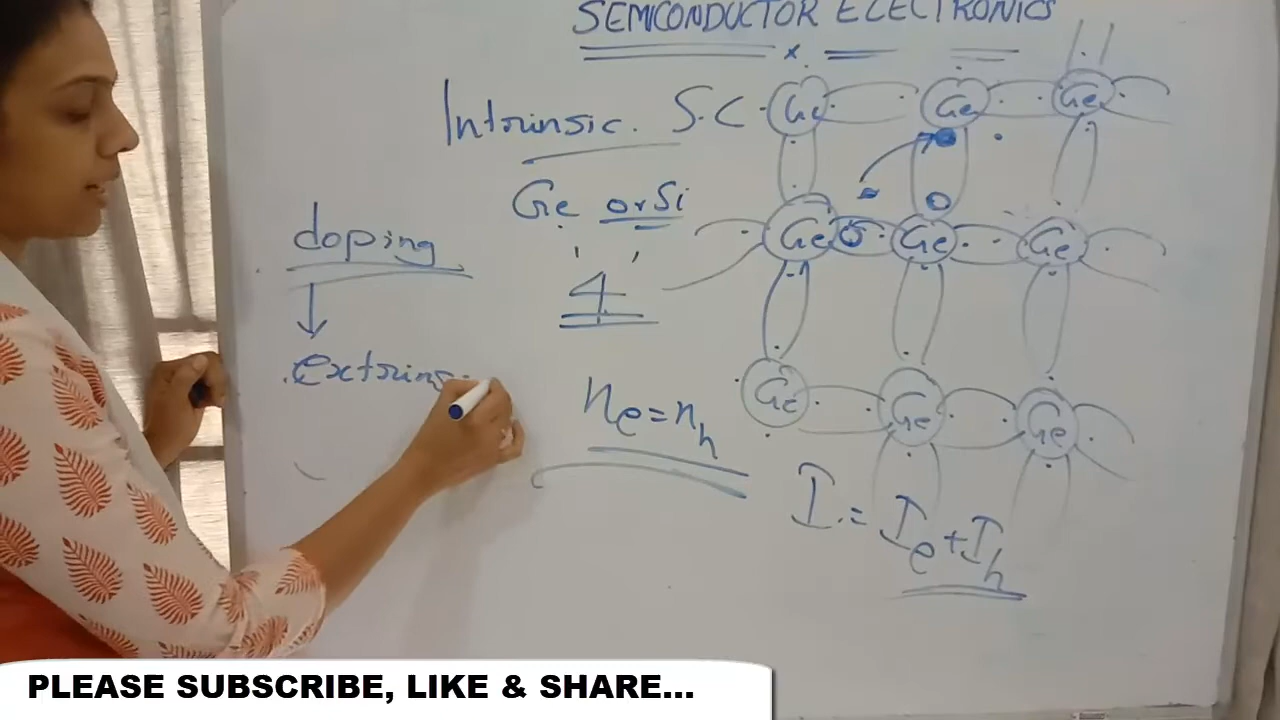 SEMICONDUCTOR ELECTRONICS
Intrinsic. S.C
Ge or Si
4
ne = nh
I = Ie + Ih
doping
extrins
Ge Ge Ge
Ge Ge Ge
Ge Ge Ge
PLEASE SUBSCRIBE, LIKE & SHARE...